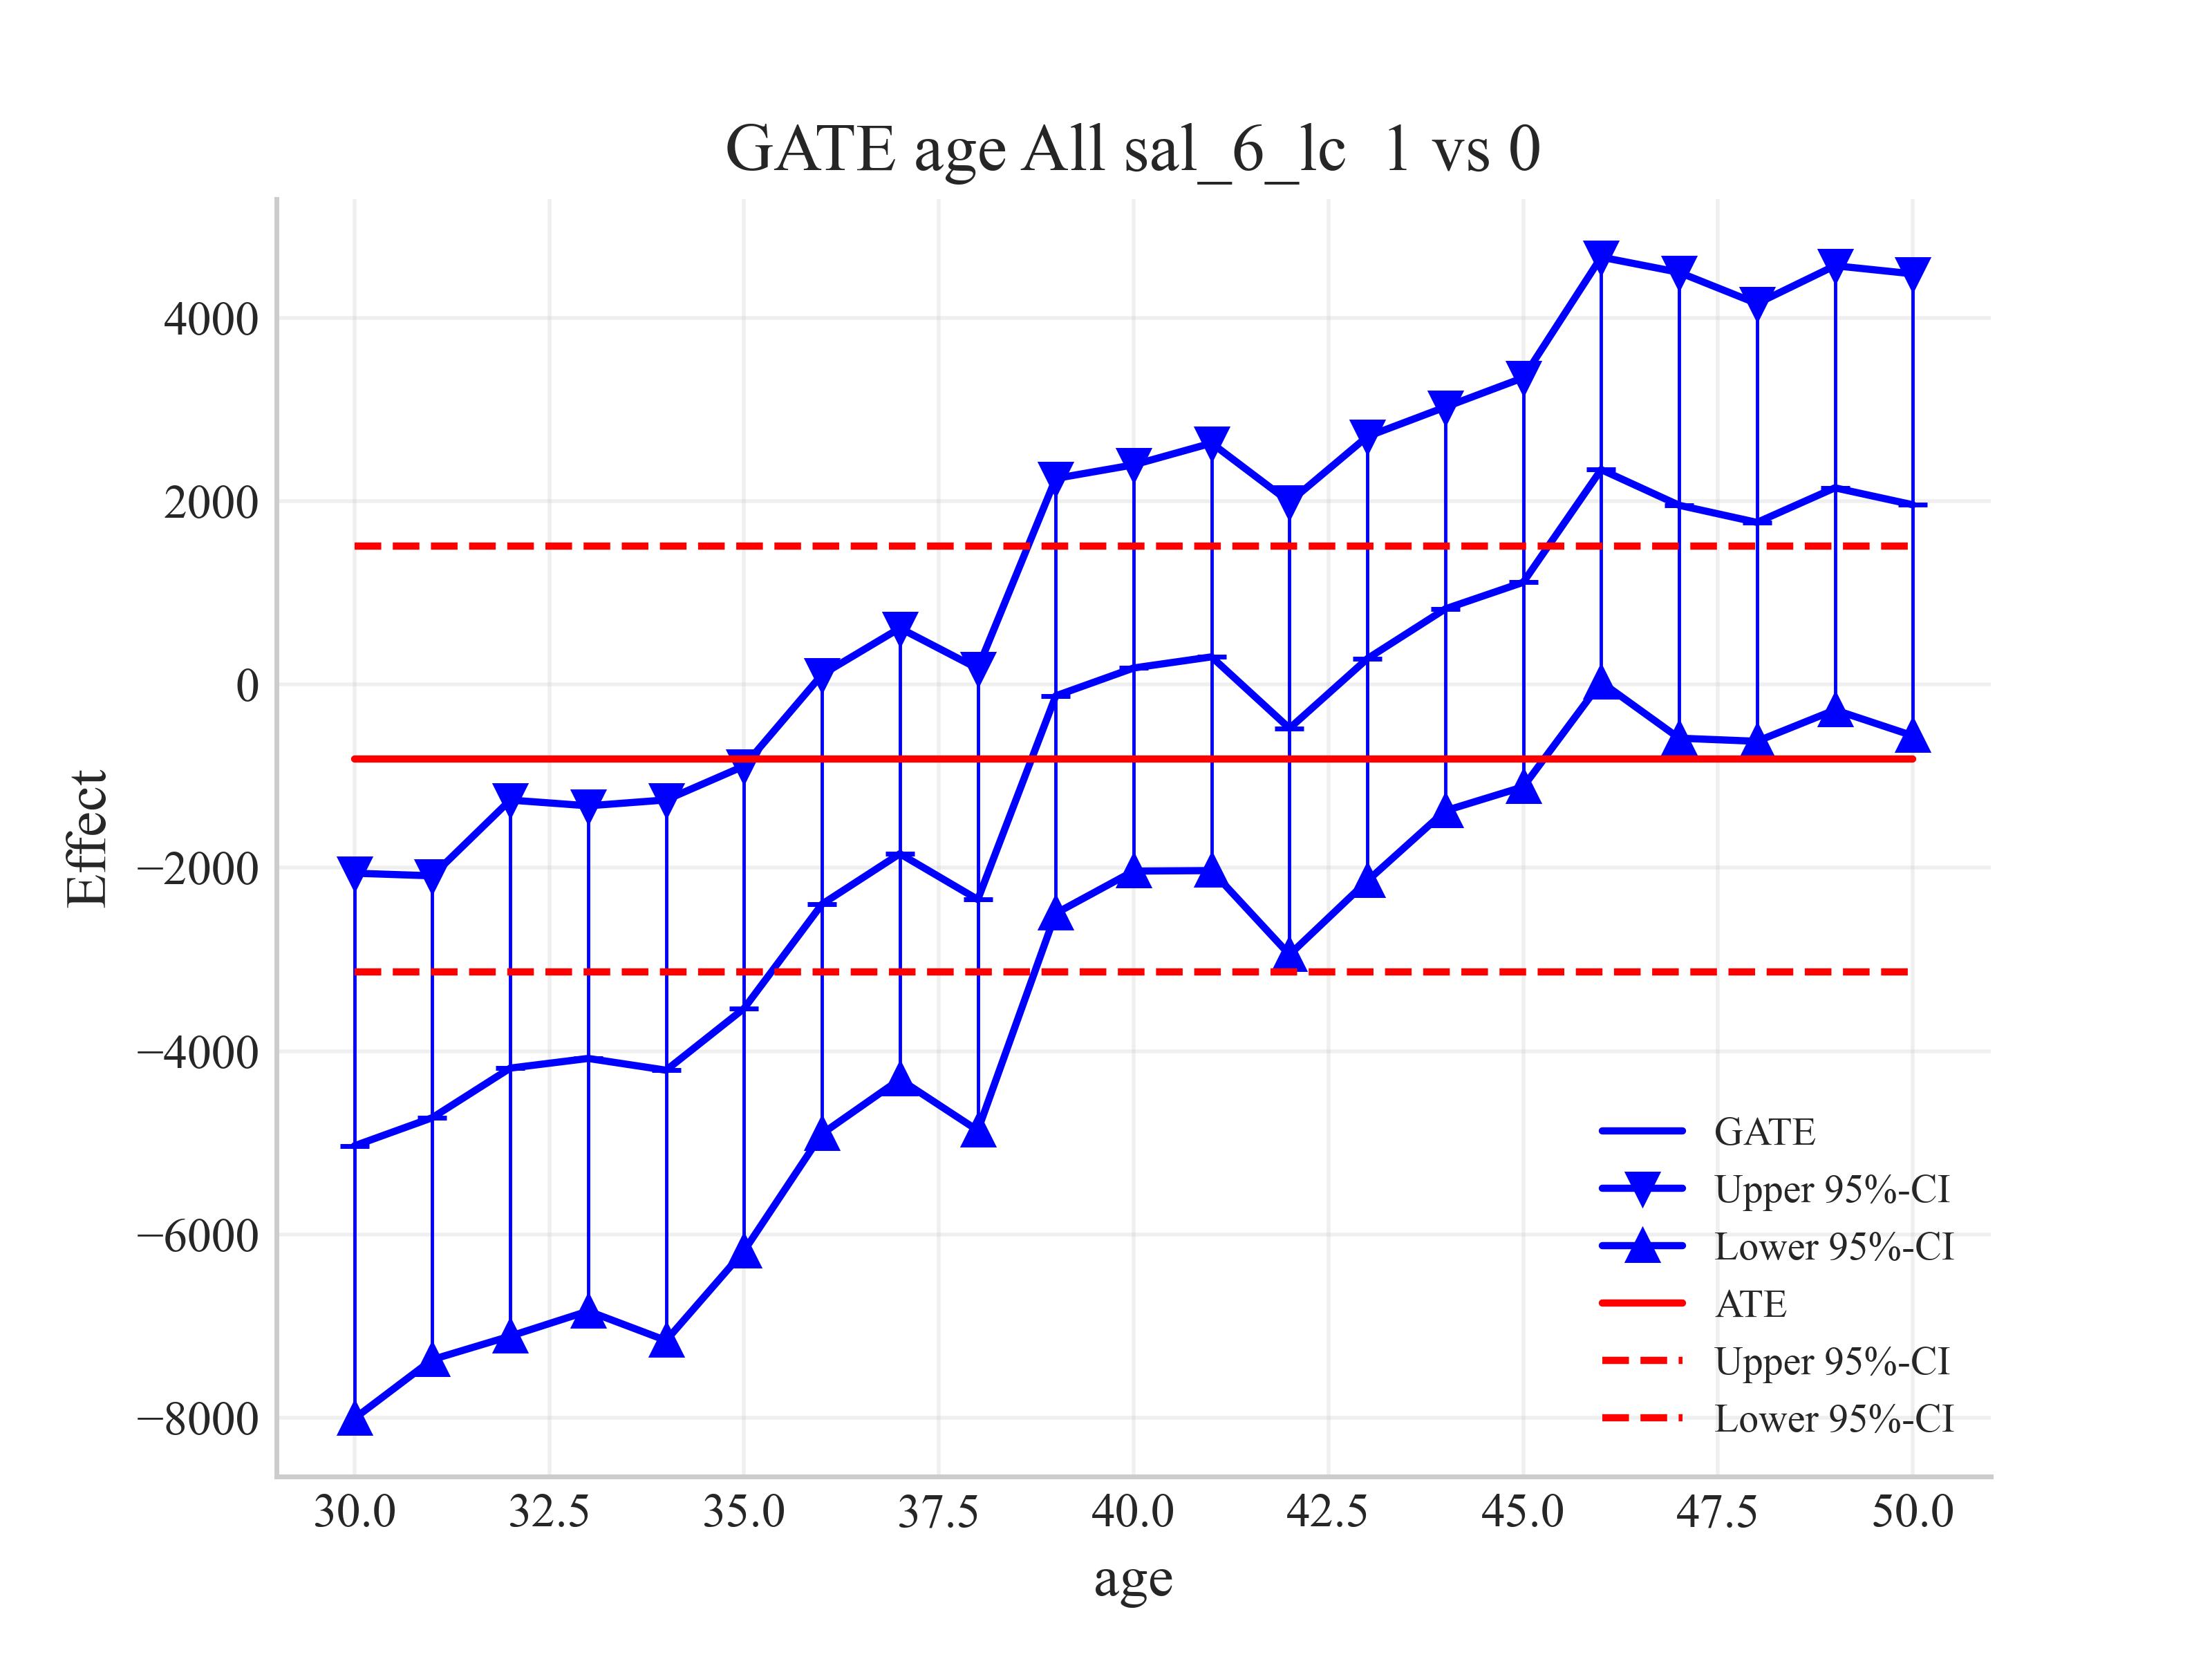 GATE age All sal_6_lc  1 vs 0
4000
2000
0
−2000
−4000
−6000
−8000
Effect
30.0 32.5 35.0 37.5 40.0 42.5 45.0 47.5 50.0
age
GATE
Upper 95%-CI
Lower 95%-CI
ATE
Upper 95%-CI
Lower 95%-CI